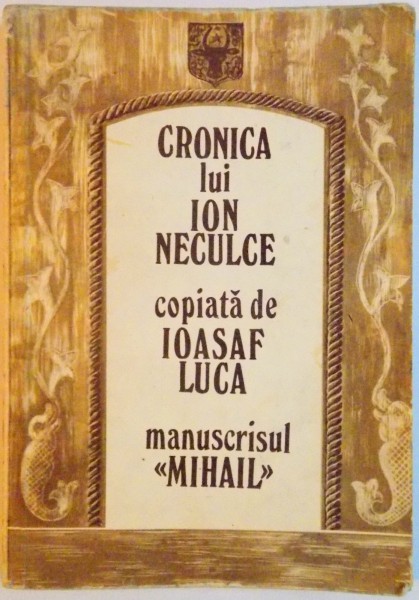 CRONICA
lui
ION
NECULCE
copiată de
IOASAF
LUCA
manuscrisul
«MIHAIL»